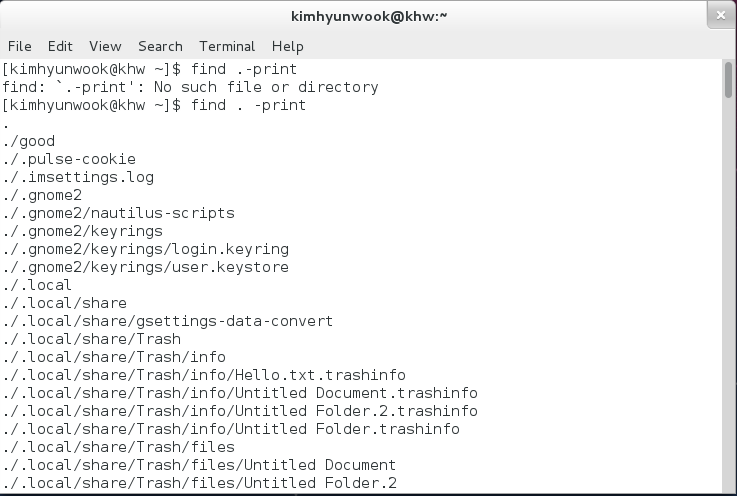 kimhyunwook@khw:~
File Edit View Search Terminal Help
[kimhyunwook@khw ~]$ find .-print
find: `.-print': No such file or directory
[kimhyunwook@khw ~]$ find . -print
.
./good
./.pulse-cookie
./.imsettings.log
./.gnome2
./.gnome2/nautilus-scripts
./.gnome2/keyrings
./.gnome2/keyrings/login.keyring
./.gnome2/keyrings/user.keystore
./.local
./.local/share
./.local/share/gsettings-data-convert
./.local/share/Trash
./.local/share/Trash/info
./.local/share/Trash/info/Hello.txt.trashinfo
./.local/share/Trash/info/Untitled Document.trashinfo
./.local/share/Trash/info/Untitled Folder.2.trashinfo
./.local/share/Trash/info/Untitled Folder.trashinfo
./.local/share/Trash/files
./.local/share/Trash/files/Untitled Document
./.local/share/Trash/files/Untitled Folder.2